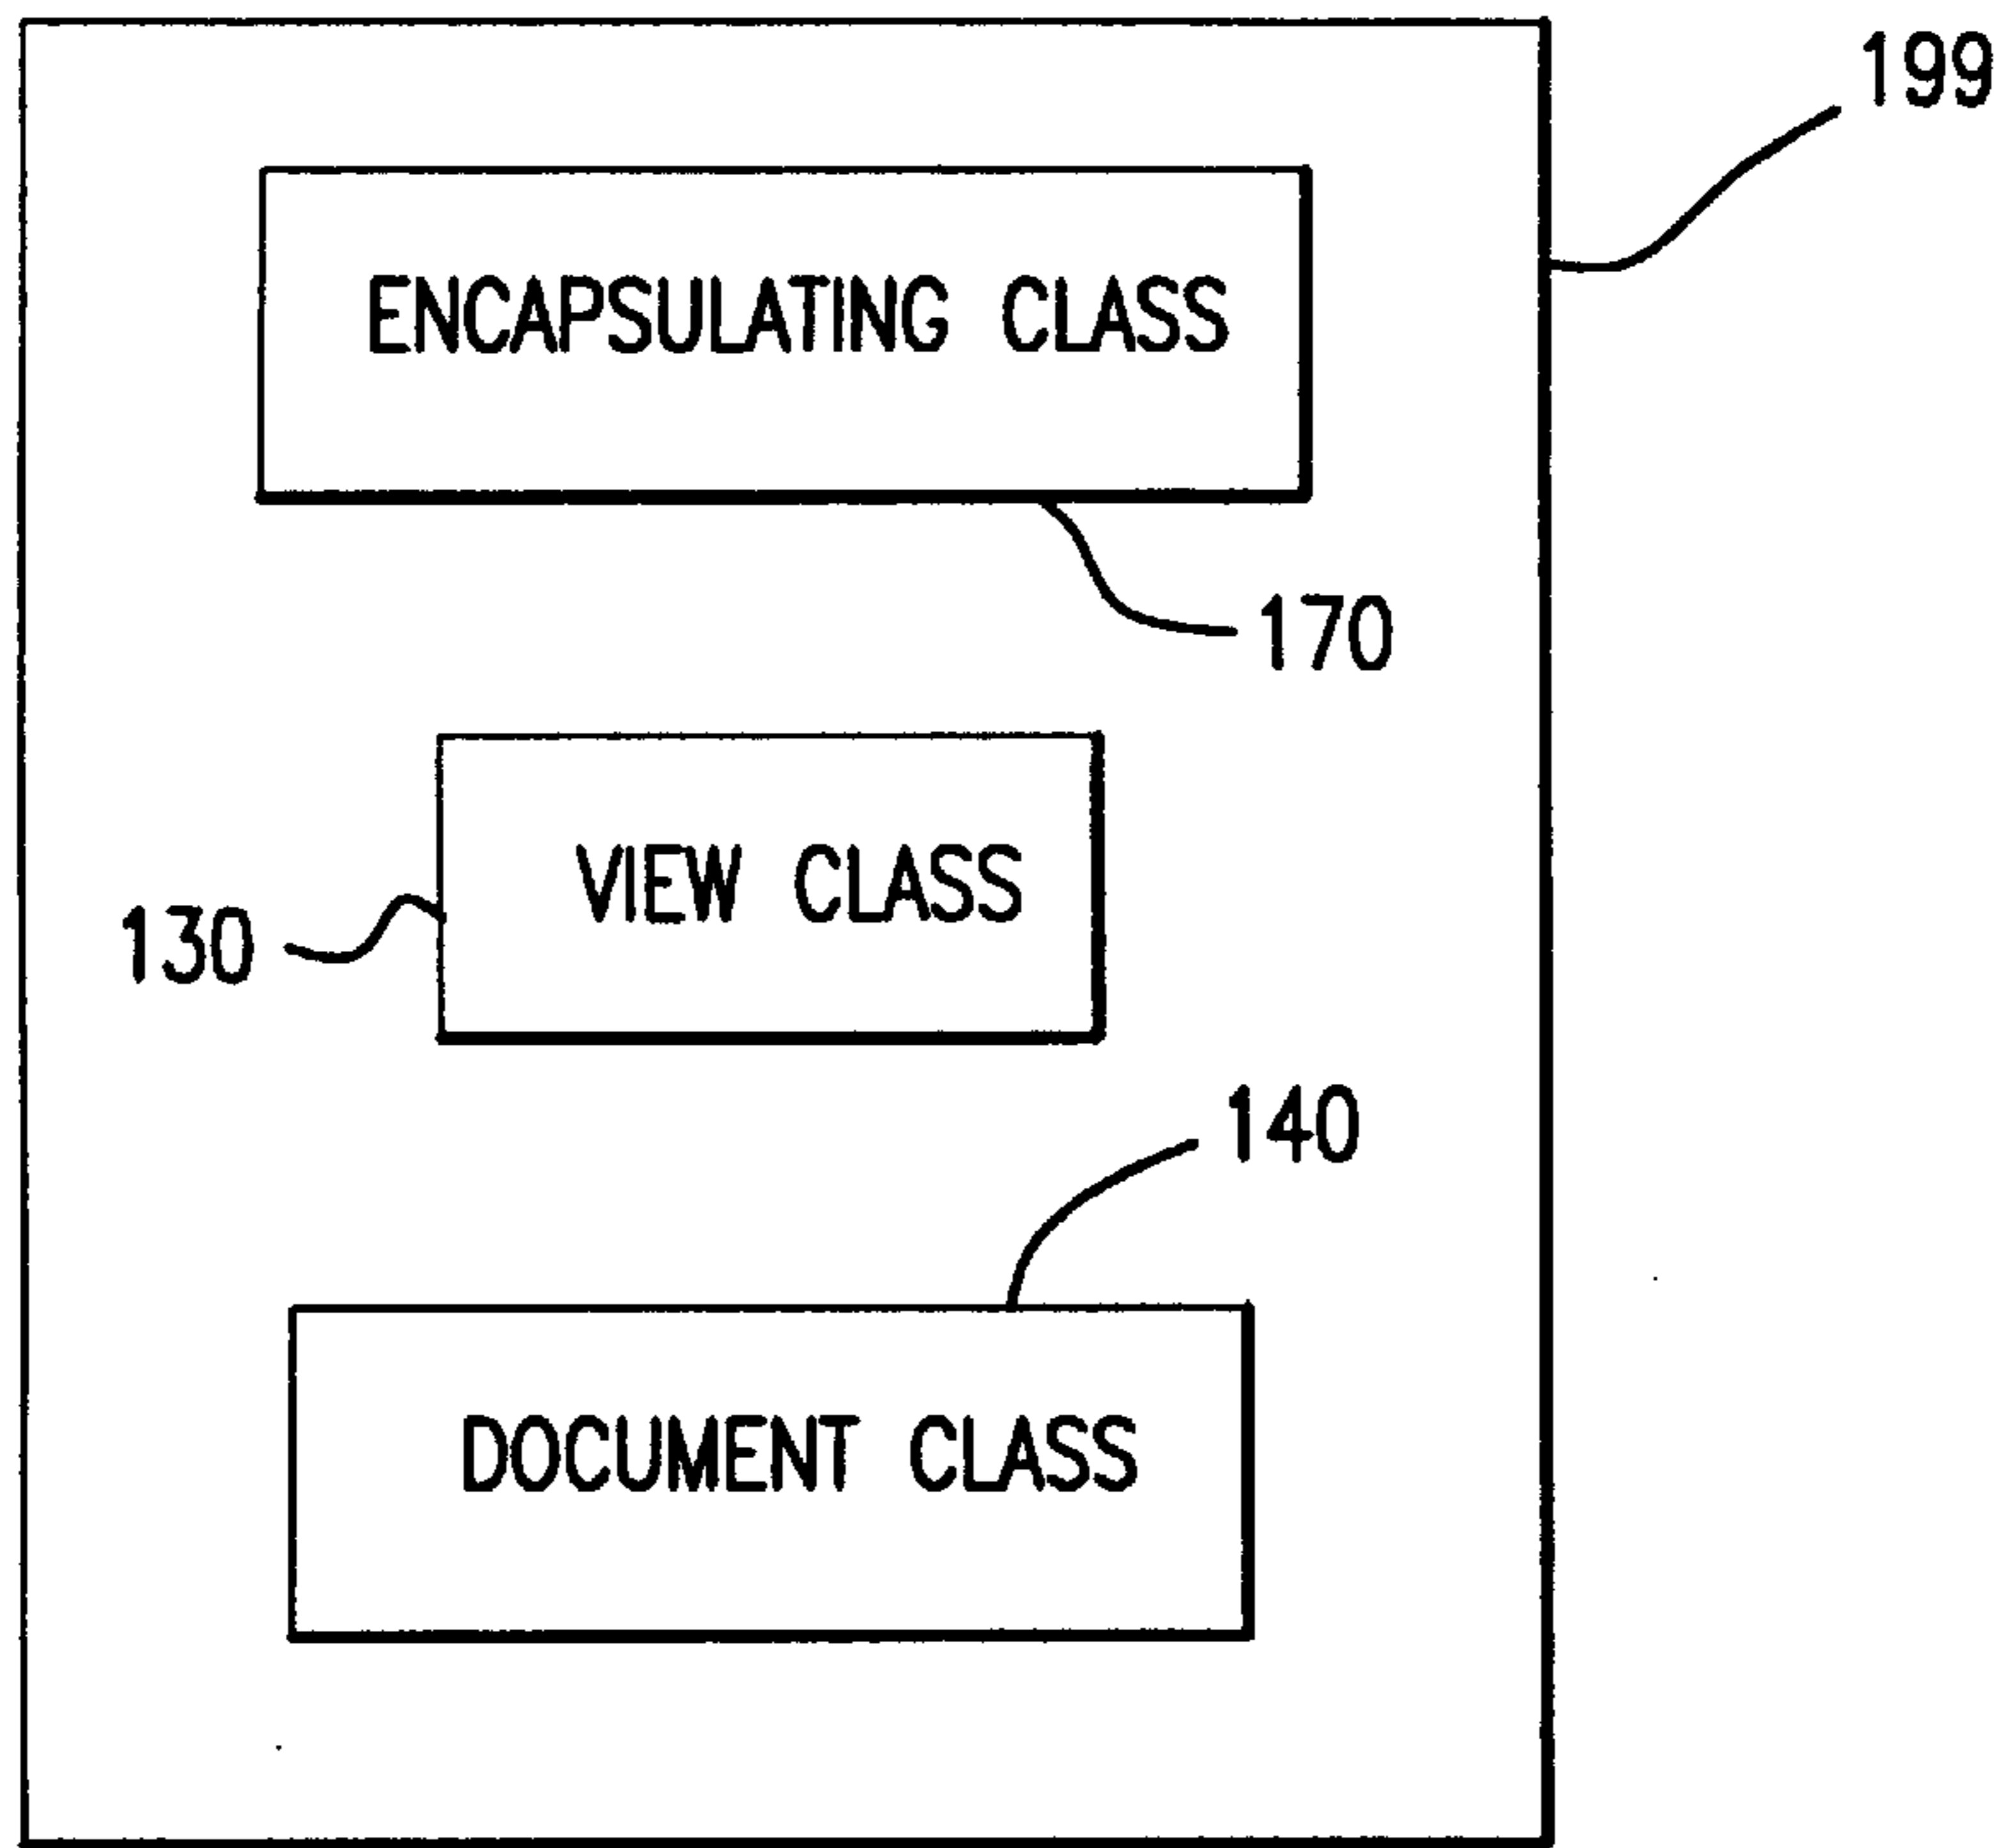 199
ENCAPSULATING CLASS
170
VIEW CLASS
130
140
DOCUMENT CLASS